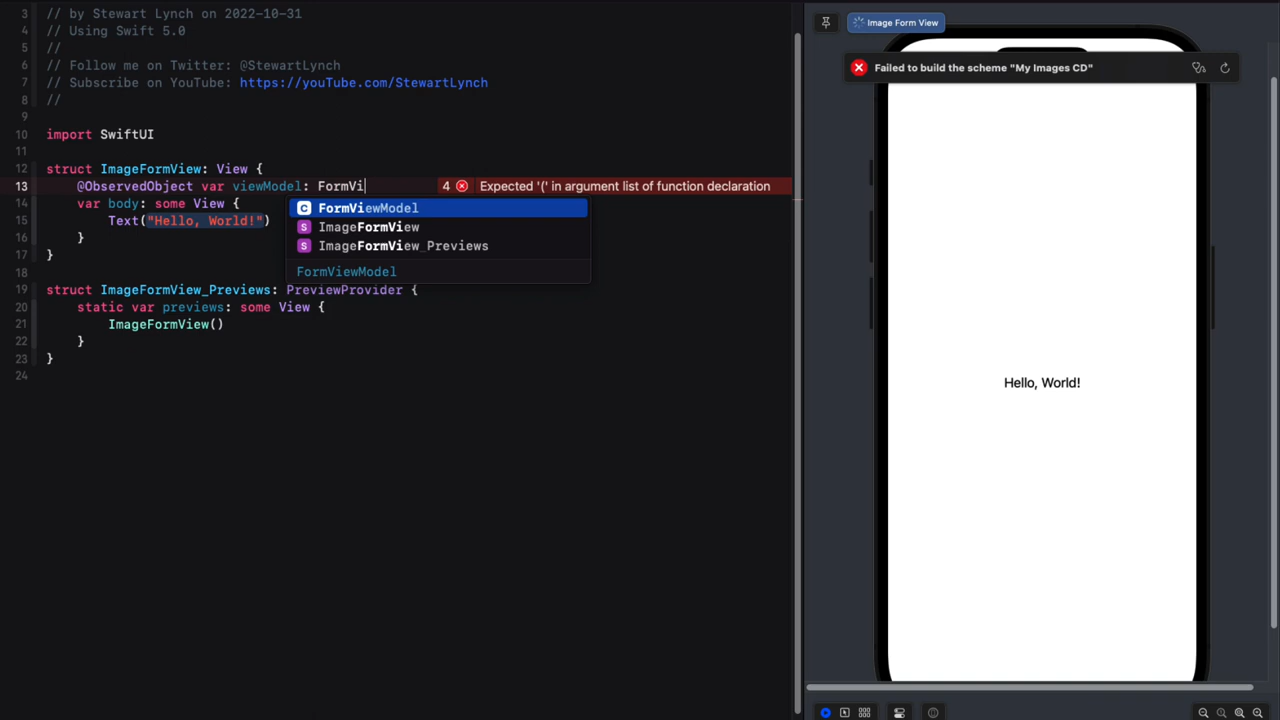 3 // by Stewart Lynch on 2022-10-31
4 // Using Swift 5.0
5 //
6 // Follow me on Twitter: @StewartLynch
7 // Subscribe on YouTube: https://youTube.com/StewartLynch
8 //
9
10 import SwiftUI
11
12 struct ImageFormView: View {
13 @ObservedObject var viewModel: FormVi 4 Expected '(' in argument list of function declaration
14 var body: some View {
15 Text("Hello, World!")
16 }
17 }
18
19 struct ImageFormView_Previews: PreviewProvider {
20 static var previews: some View {
21 ImageFormView()
22 }
23 }
24
C FormViewModel
S ImageFormView
S ImageFormView_Previews
FormViewModel
Image Form View
Failed to build the scheme "My Images CD"
Hello, World!